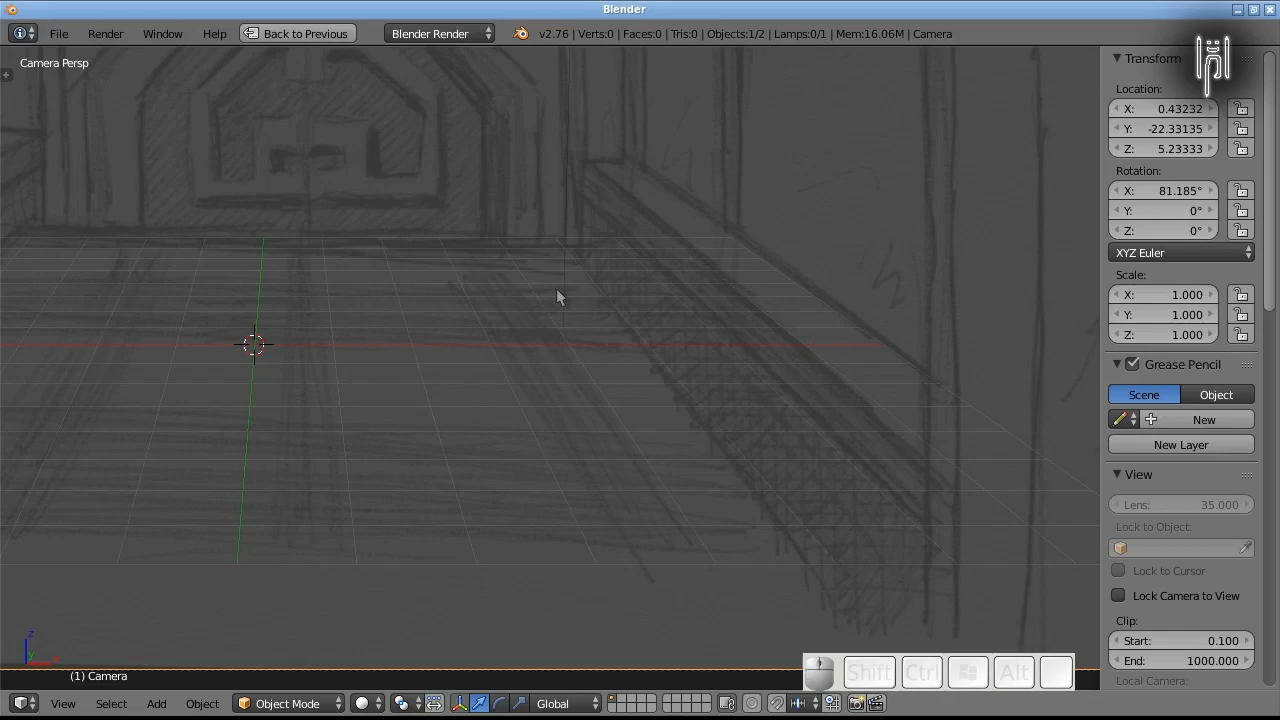 Blender
File Render Window Help Back to Previous Blender Render v2.76 | Verts:0 | Faces:0 | Tris:0 | Objects:1/2 | Lamps:0/1 | Mem:16.06M | Camera
Camera Persp
Transform
Location:
X: 0.43232
Y: -22.33135
Z: 5.23333
Rotation:
X: 81.185°
Y: 0°
Z: 0°
XYZ Euler
Scale:
X: 1.000
Y: 1.000
Z: 1.000
Grease Pencil
Scene Object
New
New Layer
View
Lens: 35.000
Lock to Object:
Lock to Cursor
Lock Camera to View
Clip:
Start: 0.100
End: 1000.000
Local Camera:
z
y
x
(1) Camera
Shift Ctrl Alt
View Select Add Object Object Mode Global